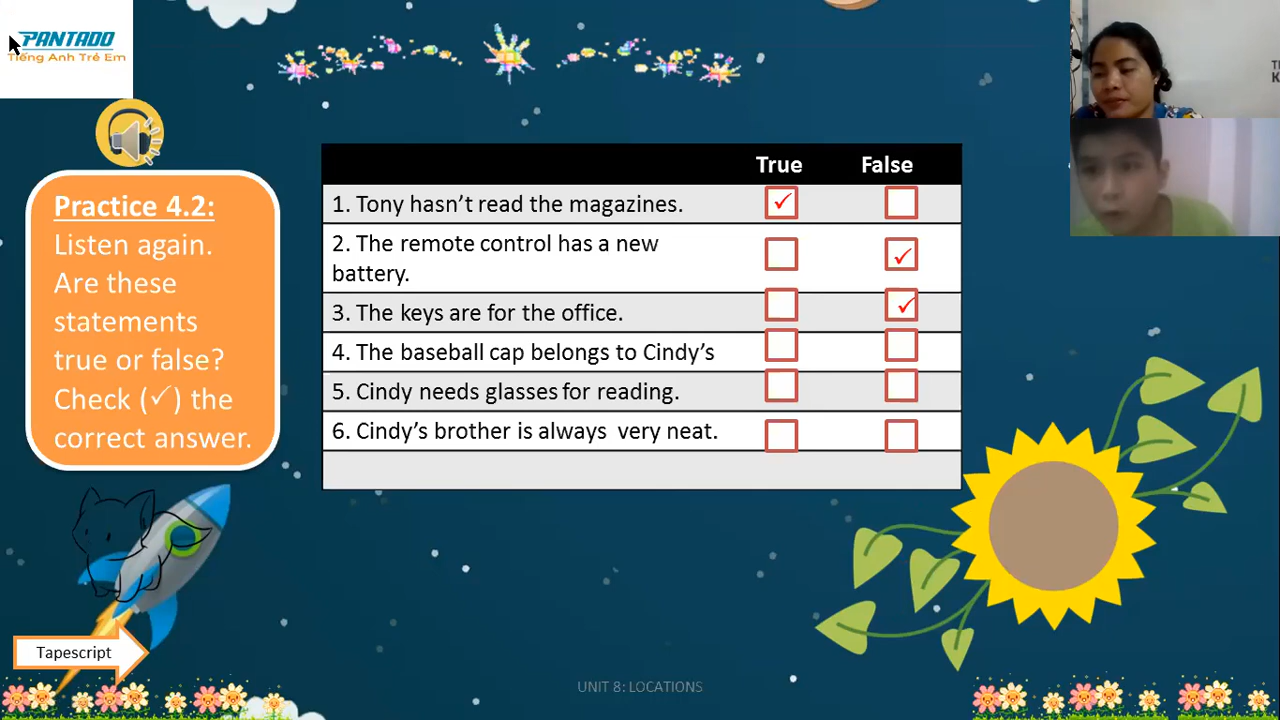 PANTADO
Tiếng Anh Trẻ Em
Practice 4.2:
Listen again.
Are these
statements
true or false?
Check (✓) the
correct answer.
True False
1. Tony hasn't read the magazines. ✓
2. The remote control has a new
battery. ✓
3. The keys are for the office. ✓
4. The baseball cap belongs to Cindy's
5. Cindy needs glasses for reading.
6. Cindy's brother is always very neat.
Tapescript
UNIT 8: LOCATIONS